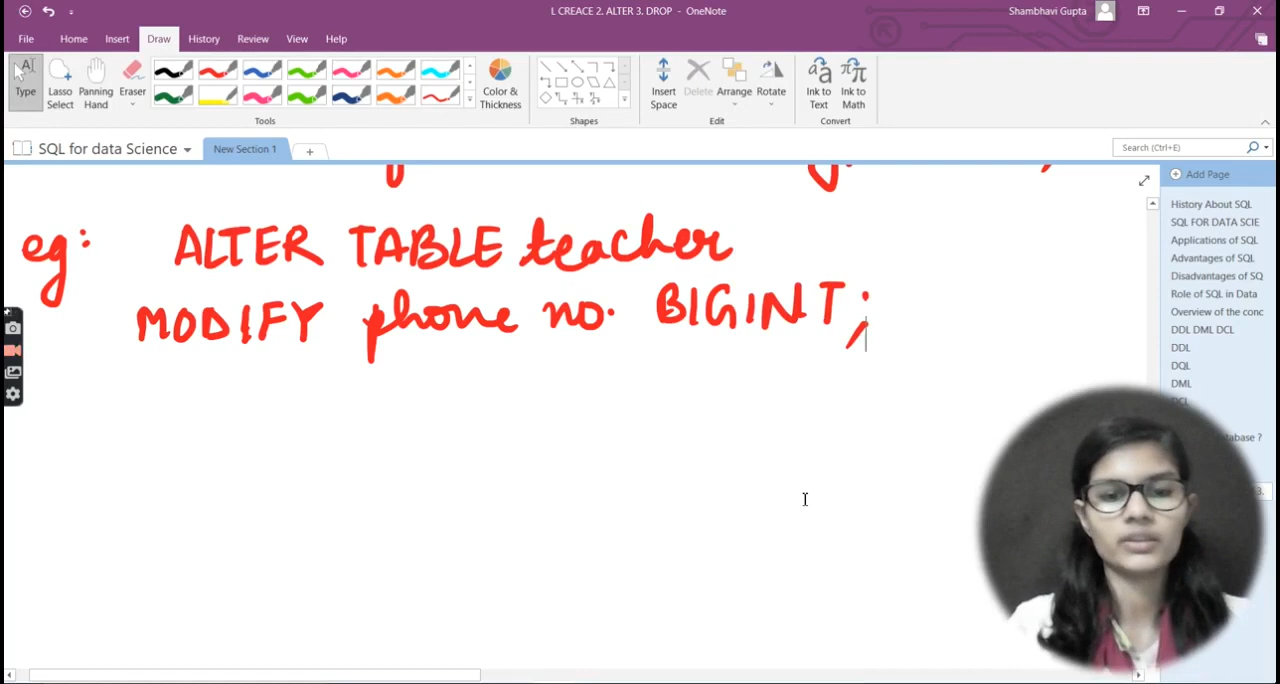 L CREACE 2. ALTER 3. DROP - OneNote
Shambhavi Gupta
File Home Insert Draw History Review View Help
Type
Lasso Select
Panning Hand
Eraser
Color & Thickness
Insert Space
Delete
Arrange
Rotate
Ink to Text
Ink to Math
Tools
Shapes
Edit
Convert
SQL for data Science
New Section 1
Search (Ctrl+E)
Add Page
eg: ALTER TABLE teacher
MODIFY phone no. BIGINT;
History About SQL
SQL FOR DATA SCIE
Applications of SQL
Advantages of SQL
Disadvantages of SQ
Role of SQL in Data
Overview of the conc
DDL DML DCL
DDL
DQL
DML
DCL
atabase ?
3.